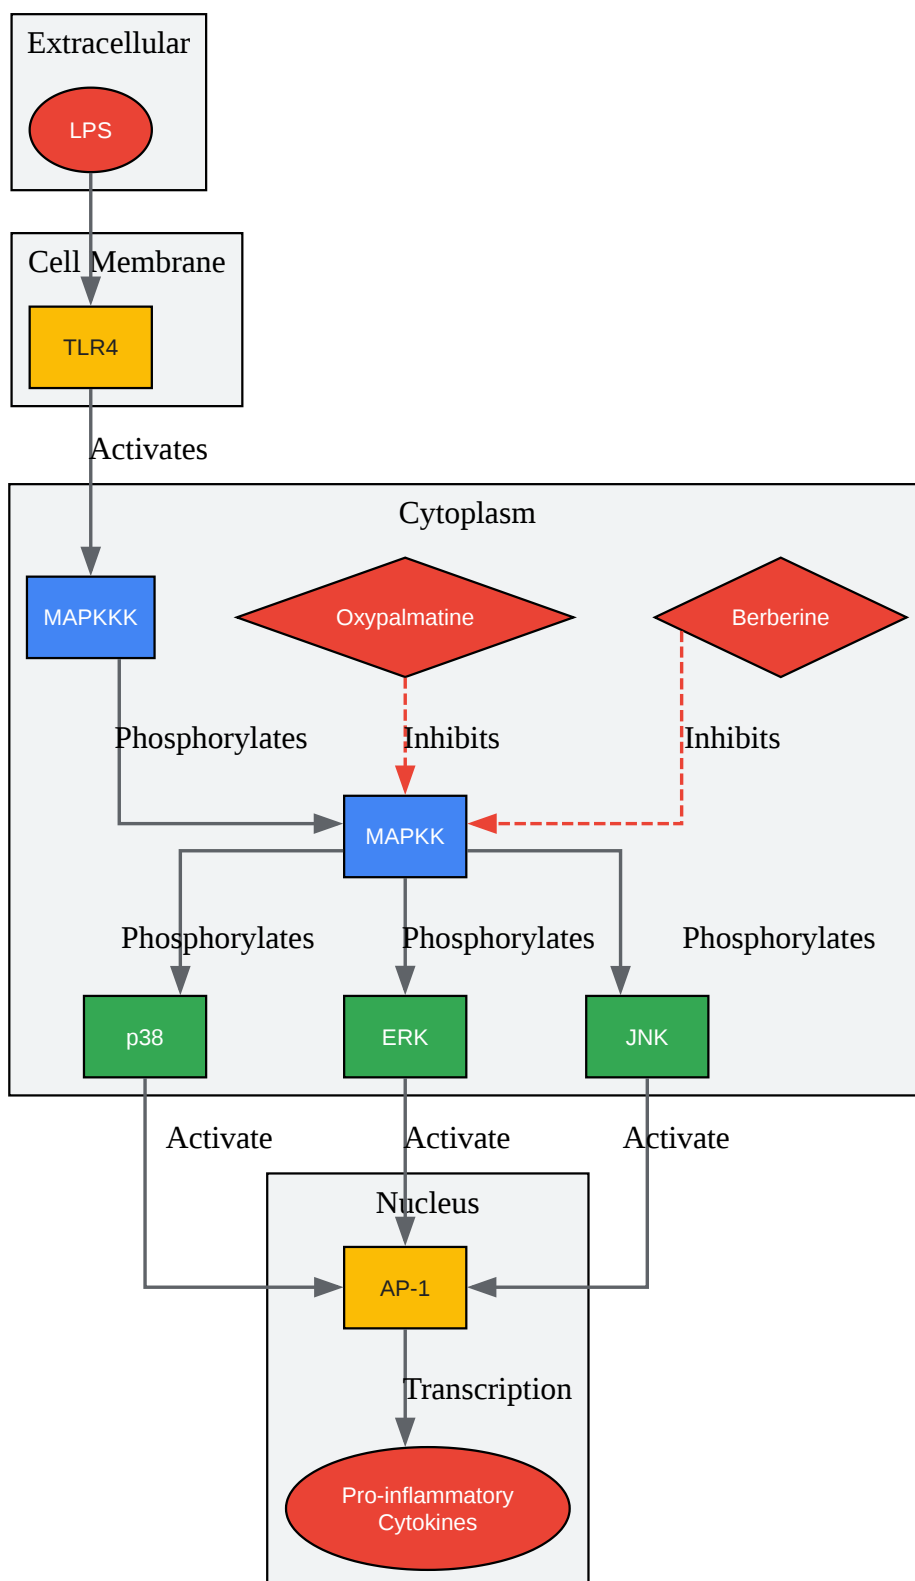 Extracellular
LPS
Cell Membrane
TLR4
Activates
Cytoplasm
MAPKKK
Oxypalmatine
Berberine
Phosphorylates
Inhibits
Inhibits
MAPKK
Phosphorylates
Phosphorylates
Phosphorylates
p38
ERK
JNK
Activate
Activate
Activate
Nucleus
AP-1
Transcription
Pro-inflammatory
Cytokines